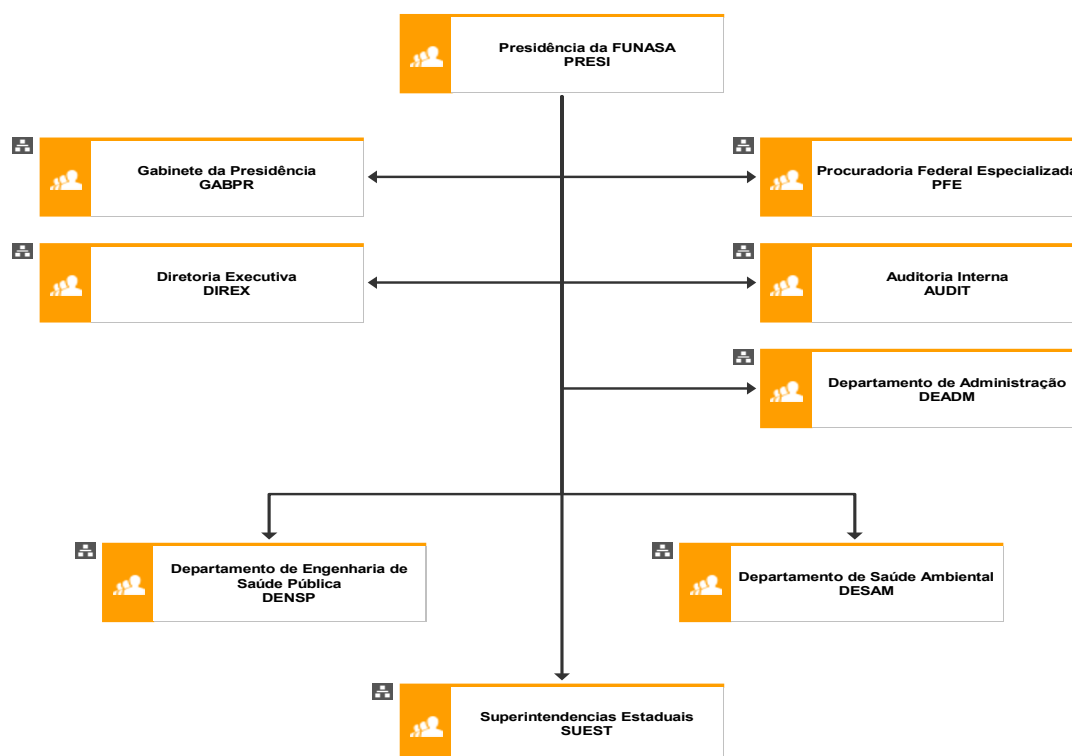 Presidência da FUNASA
PRESI
Gabinete da Presidência
GABPR
Procuradoria Federal Especializada
PFE
Diretoria Executiva
DIREX
Auditoria Interna
AUDIT
Departamento de Administração
DEADM
Departamento de Engenharia de
Saúde Pública
DENSP
Departamento de Saúde Ambiental
DESAM
Superintendencias Estaduais
SUEST